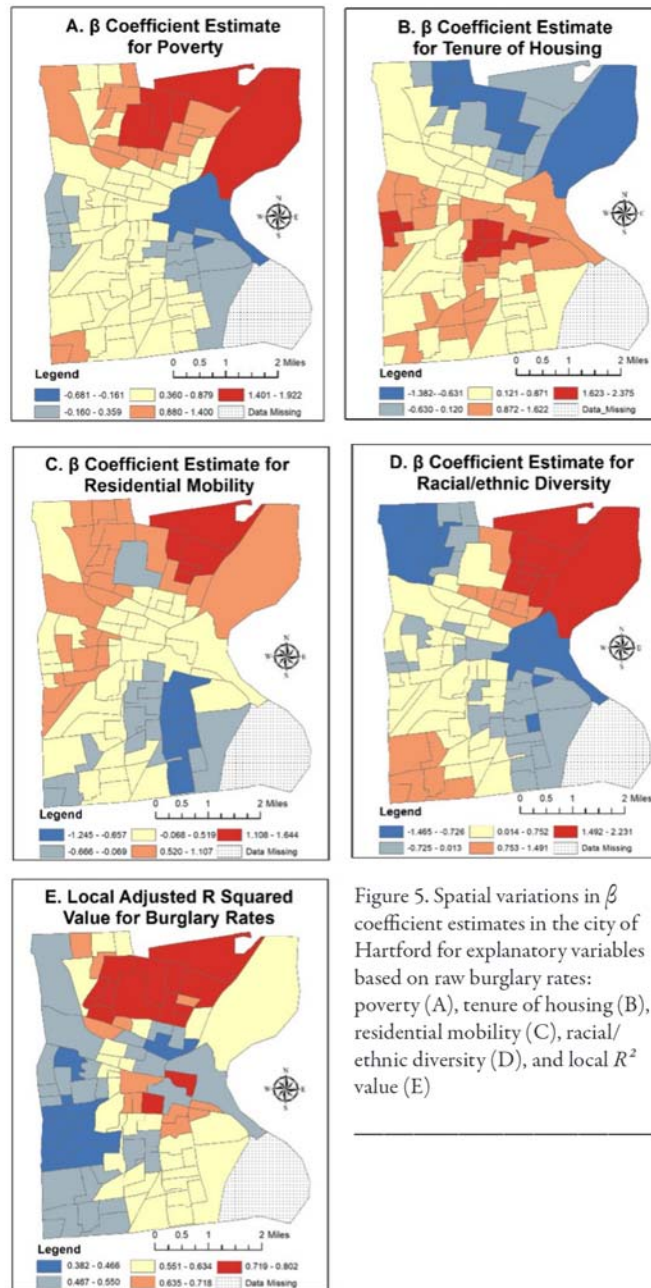 A. β Coefficient Estimate
for Poverty
N
W
E
S
0 0.5 1 2 Miles
Legend
-0.681 - -0.161 0.360 - 0.879 1.401 - 1.922
-0.160 - 0.359 0.880 - 1.400 Data Missing
B. β Coefficient Estimate
for Tenure of Housing
N
S
0 0.5 1 2 Miles
Legend
-1.382 - -0.631 0.121 - 0.871 1.623 - 2.375
-0.630 - 0.120 0.872 - 1.622 Data_Missing
C. β Coefficient Estimate for
Residential Mobility
N
W
E
S
0 0.5 1 2 Miles
Legend
-1.245 - -0.657 -0.068 - 0.519 1.108 - 1.644
-0.666 - -0.069 0.520 - 1.107 Data Missing
D. β Coefficient Estimate for
Racial/ethnic Diversity
N
W
E
S
0 0.5 1 2 Miles
Legend
-1.465 - -0.726 0.014 - 0.752 1.492 - 2.231
-0.725 - 0.013 0.753 - 1.491 Data Missing
E. Local Adjusted R Squared
Value for Burglary Rates
N
W
E
S
0 0.5 1 2 Miles
Legend
0.382 - 0.466 0.551 - 0.634 0.719 - 0.802
0.467 - 0.550 0.635 - 0.718 Data Missing
Figure 5. Spatial variations in β
coefficient estimates in the city of
Hartford for explanatory variables
based on raw burglary rates:
poverty (A), tenure of housing (B),
residential mobility (C), racial/
ethnic diversity (D), and local R²
value (E)